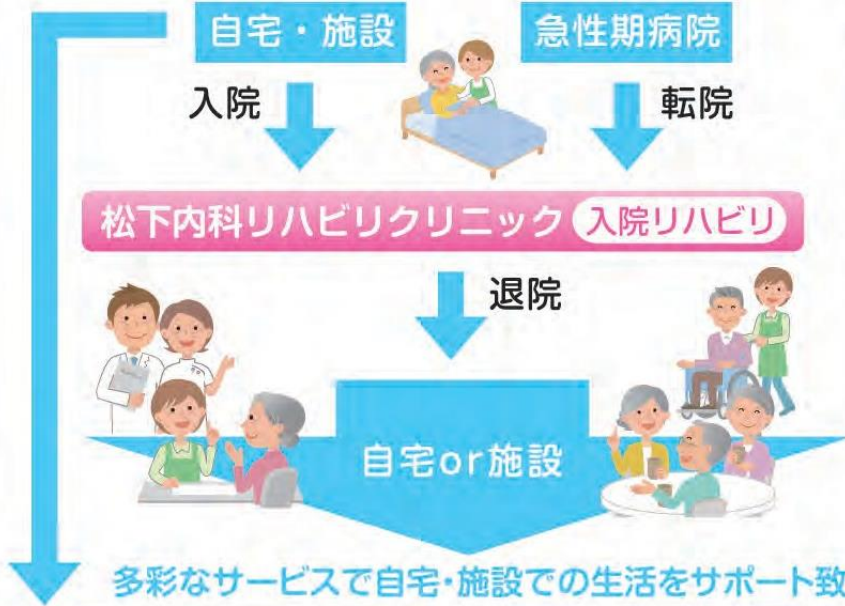 自宅・施設
急性期病院
入院
転院
松下内科リハビリクリニック 入院リハビリ
退院
自宅or施設
多彩なサービスで自宅・施設での生活をサポート致